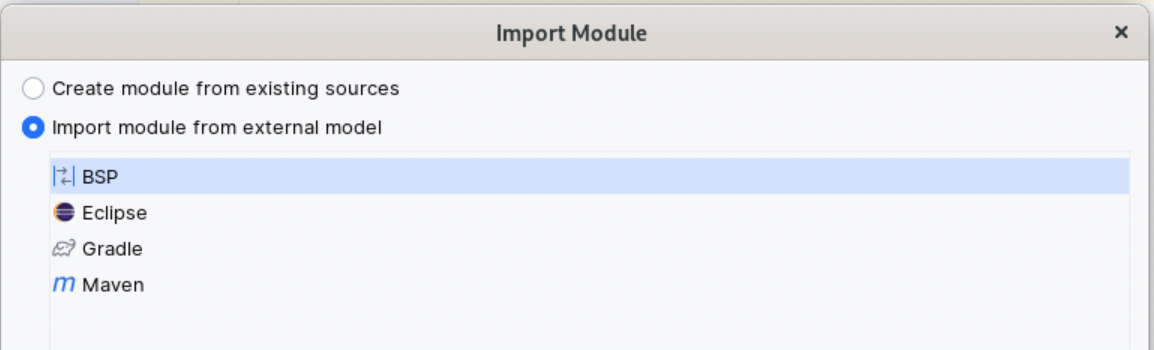 Import Module
Create module from existing sources
Import module from external model
BSP
Eclipse
Gradle
Maven